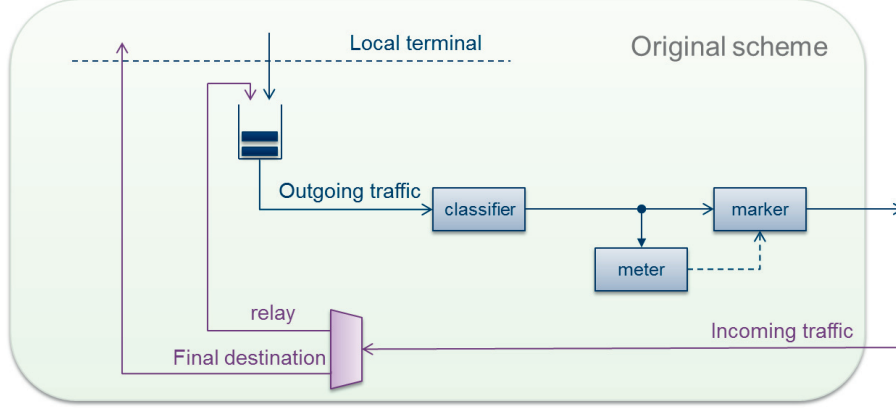 Local terminal
Original scheme
Outgoing traffic
classifier
marker
meter
relay
Incoming traffic
Final destination